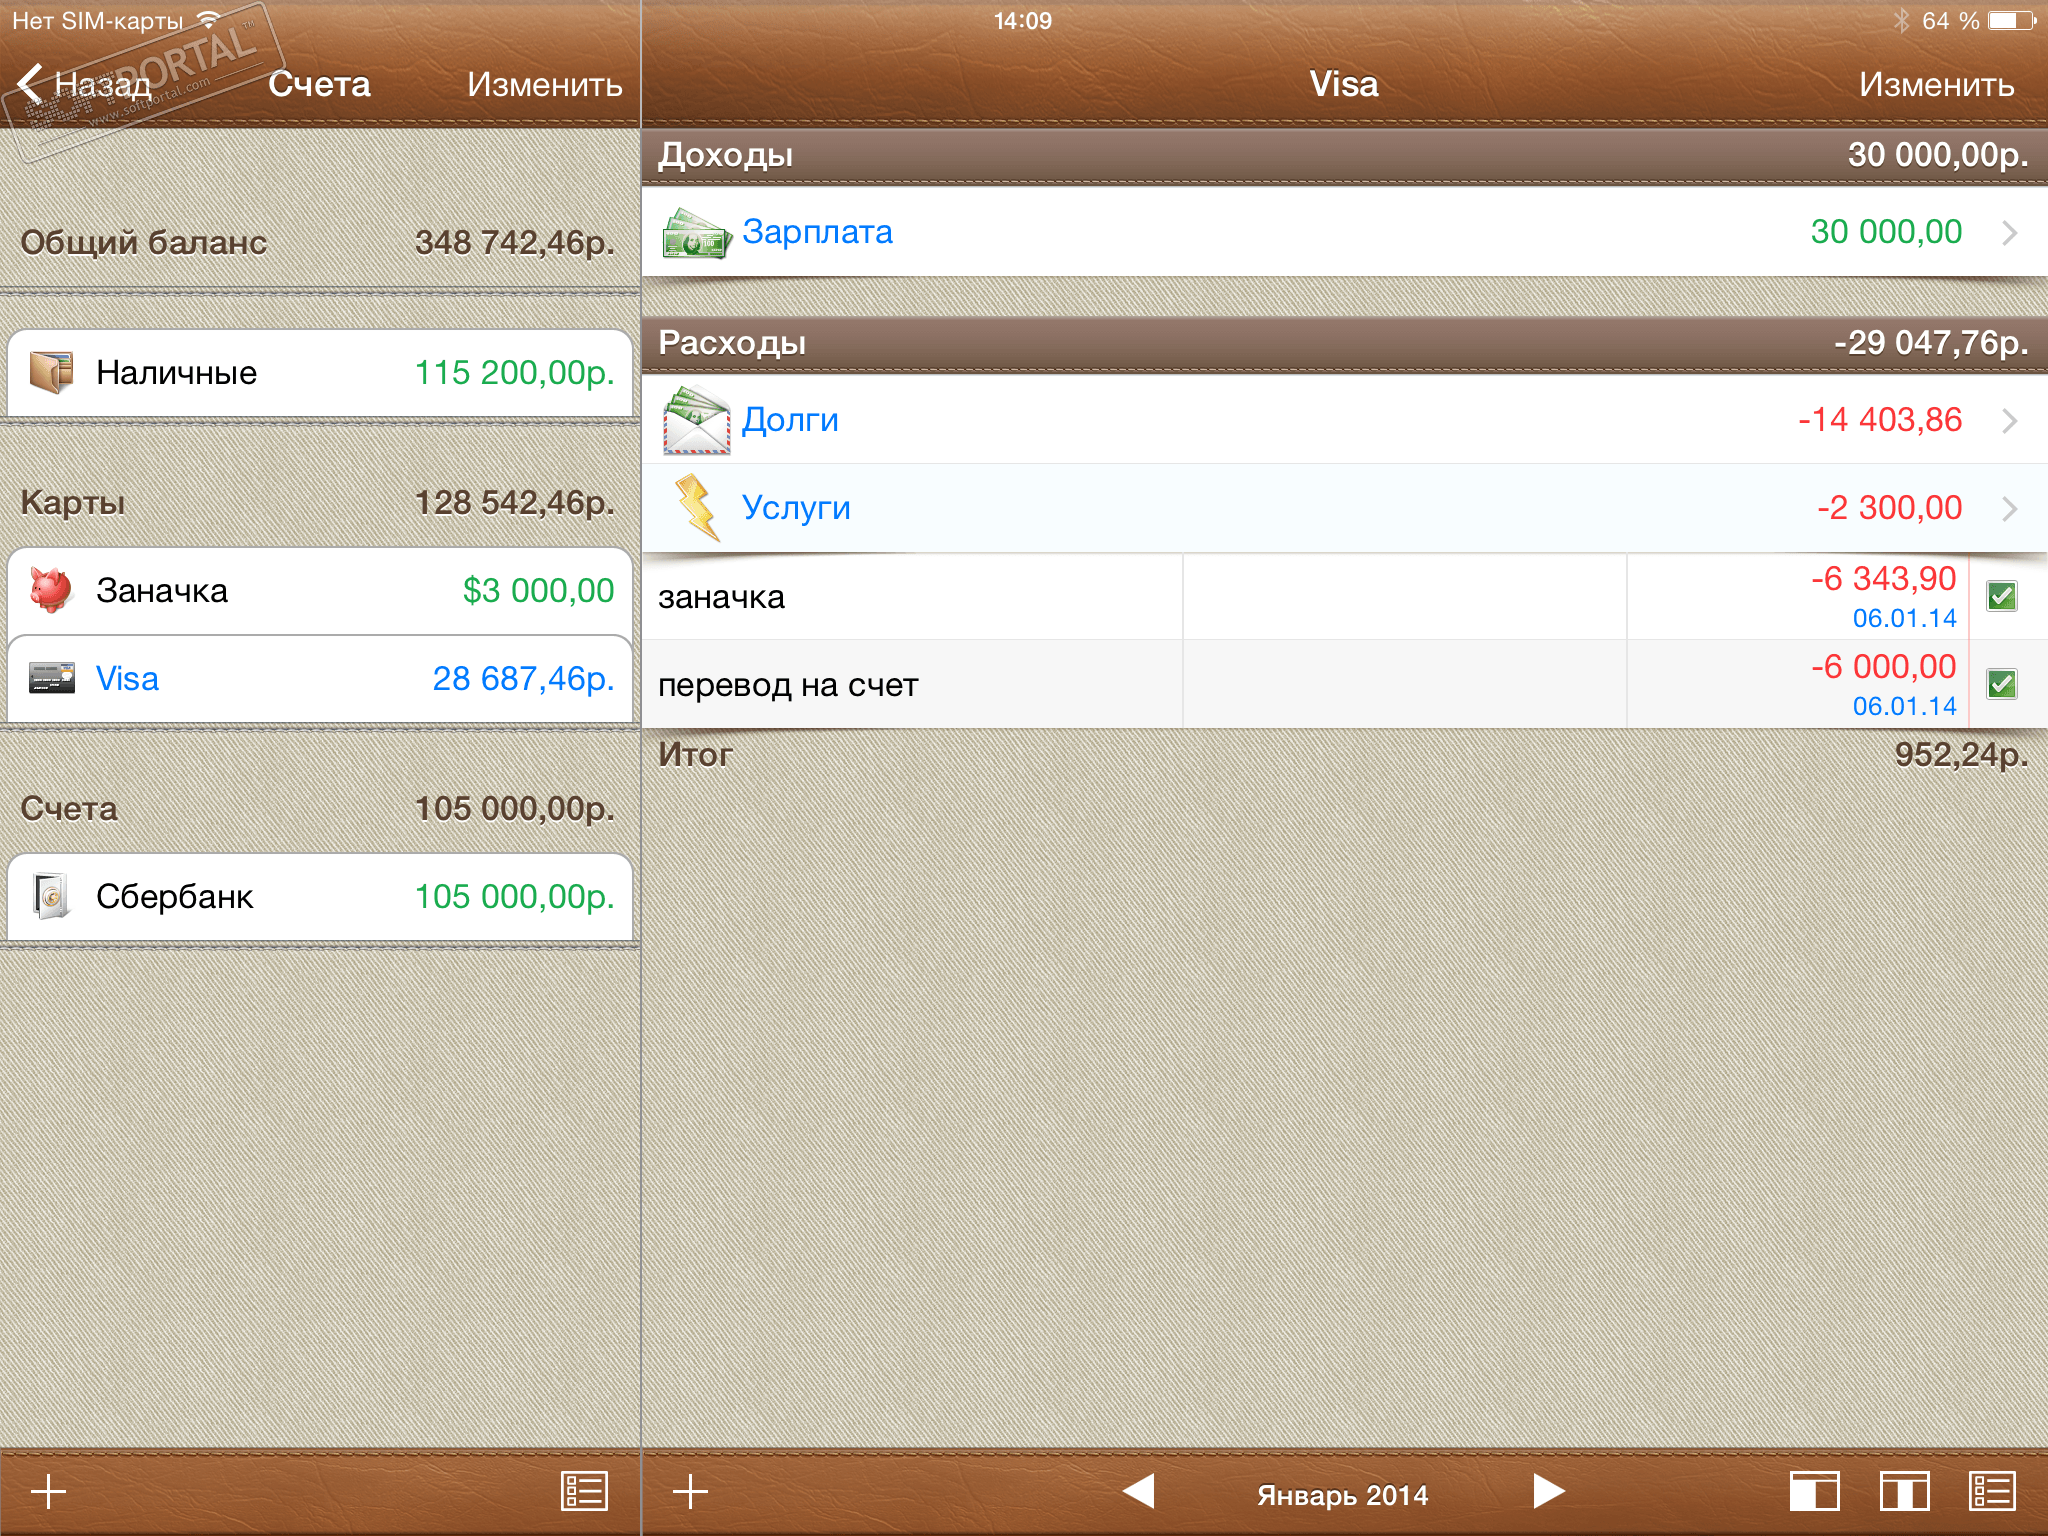 Нет SIM-карты
14:09
64 %
SOFTPORTAL™
www.softportal.com
Назад
Счета
Изменить
Visa
Изменить
Общий баланс 348 742,46р.
Наличные 115 200,00р.
Карты 128 542,46р.
Заначка $3 000,00
Visa 28 687,46р.
Счета 105 000,00р.
Сбербанк 105 000,00р.
Доходы 30 000,00р.
Зарплата 30 000,00
Расходы -29 047,76р.
Долги -14 403,86
Услуги -2 300,00
заначка -6 343,90
06.01.14
перевод на счет -6 000,00
06.01.14
Итог 952,24р.
Январь 2014